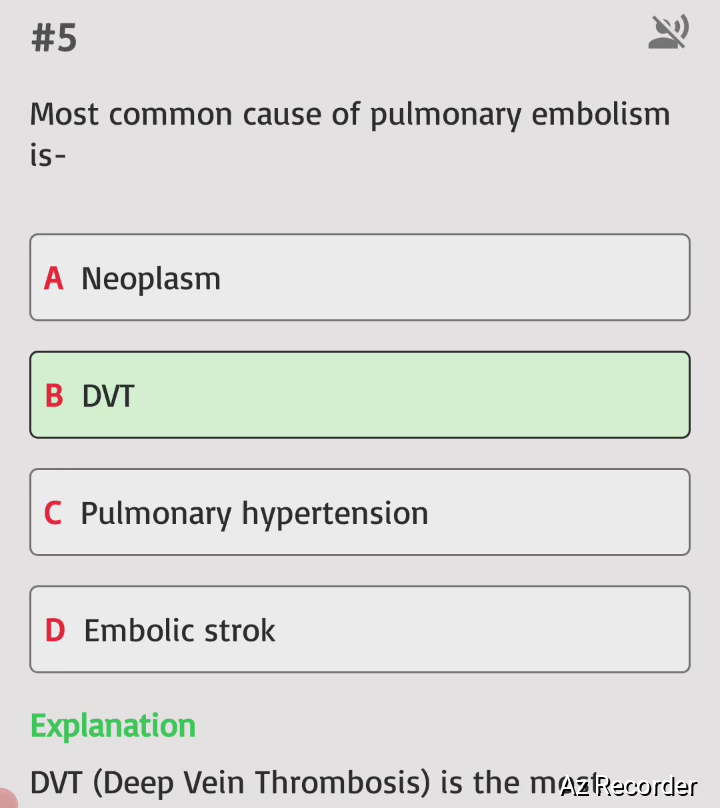 #5
Most common cause of pulmonary embolism
is-
A Neoplasm
B DVT
C Pulmonary hypertension
D Embolic strok
Explanation
DVT (Deep Vein Thrombosis) is the most
Az Recorder